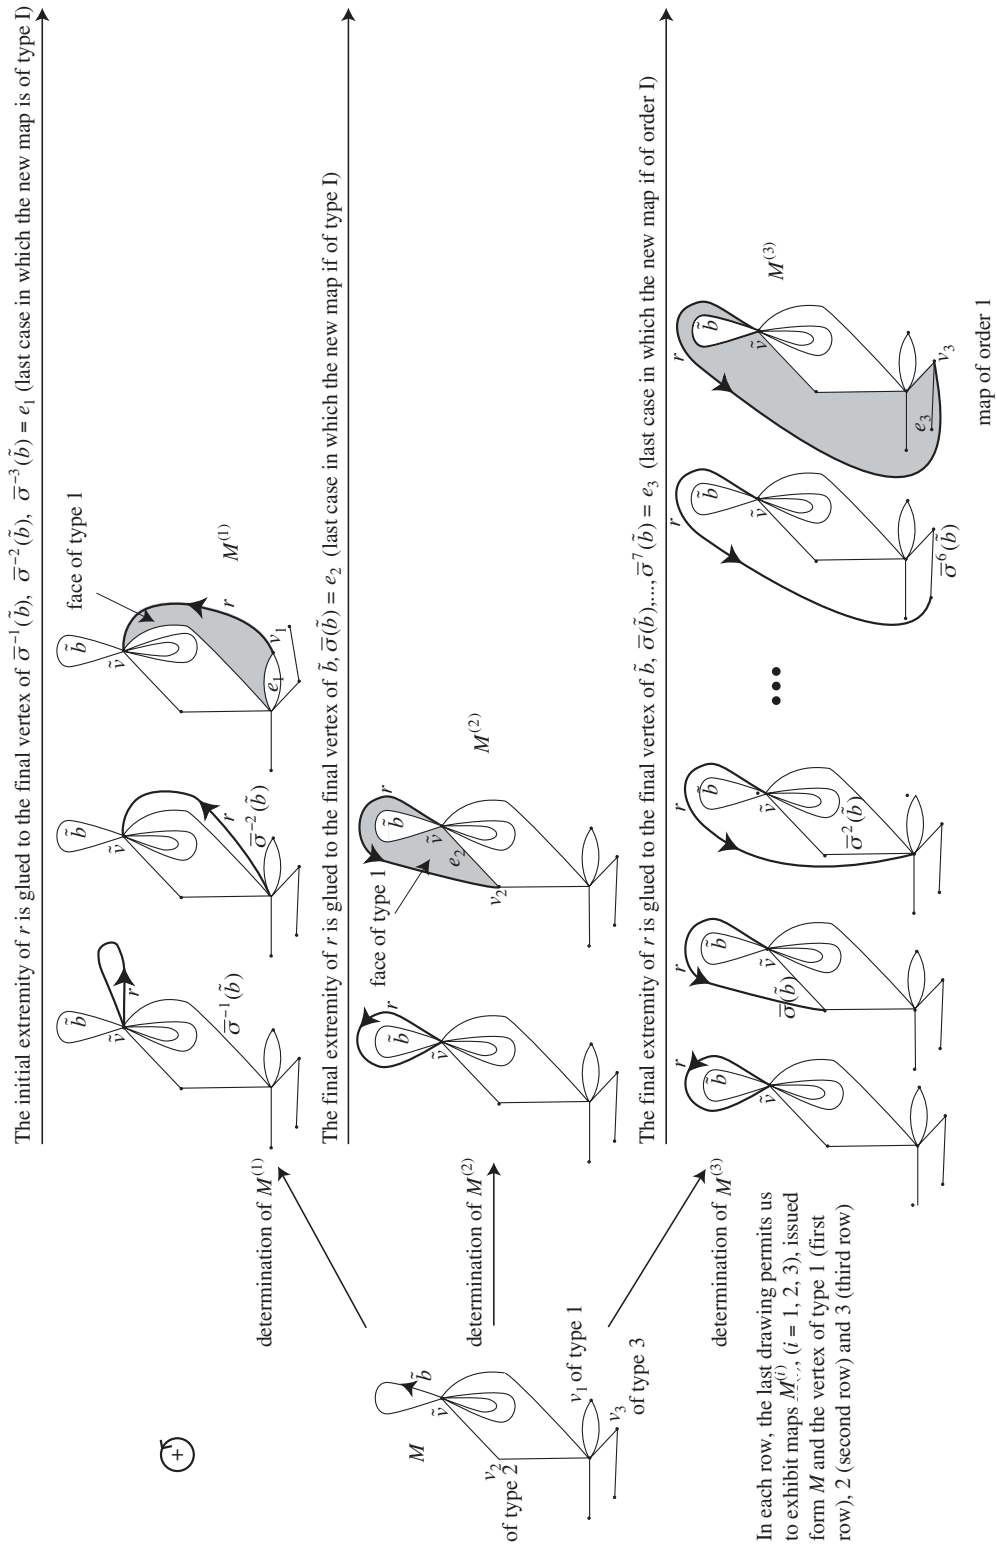 The initial extremity of r is glued to the final vertex of σ̅⁻¹(b̃), σ̅⁻²(b̃), σ̅⁻³(b̃) = e₁ (last case in which the new map is of type I)
face of type 1
b̃
ṽ
r
σ̅⁻¹(b̃)
b̃
ṽ
r
σ̅⁻²(b̃)
b̃
ṽ
r
e₁
v₁
M⁽¹⁾
determination of M⁽¹⁾
The final extremity of r is glued to the final vertex of b̃, σ̅(b̃) = e₂ (last case in which the new map if of type I)
face of type 1
r
b̃
ṽ
r
b̃
ṽ
e₂
v₂
M⁽²⁾
+
M
b̃
ṽ
v₂
of type 2
v₁ of type 1
v₃
of type 3
determination of M⁽²⁾
The final extremity of r is glued to the final vertex of b̃, σ̅(b̃),..., σ̅⁷(b̃) = e₃ (last case in which the new map if of order I)
determination of M⁽³⁾
r
b̃
ṽ
r
b̃
ṽ
σ̅(b̃)
r
b̃
ṽ
σ̅²(b̃)
r
b̃
ṽ
σ̅⁶(b̃)
r
b̃
ṽ
e₃
v₃
M⁽³⁾
map of order 1
In each row, the last drawing permits us
to exhibit maps M⁽ⁱ⁾, (i = 1, 2, 3), issued
form M and the vertex of type 1 (first
row), 2 (second row) and 3 (third row)